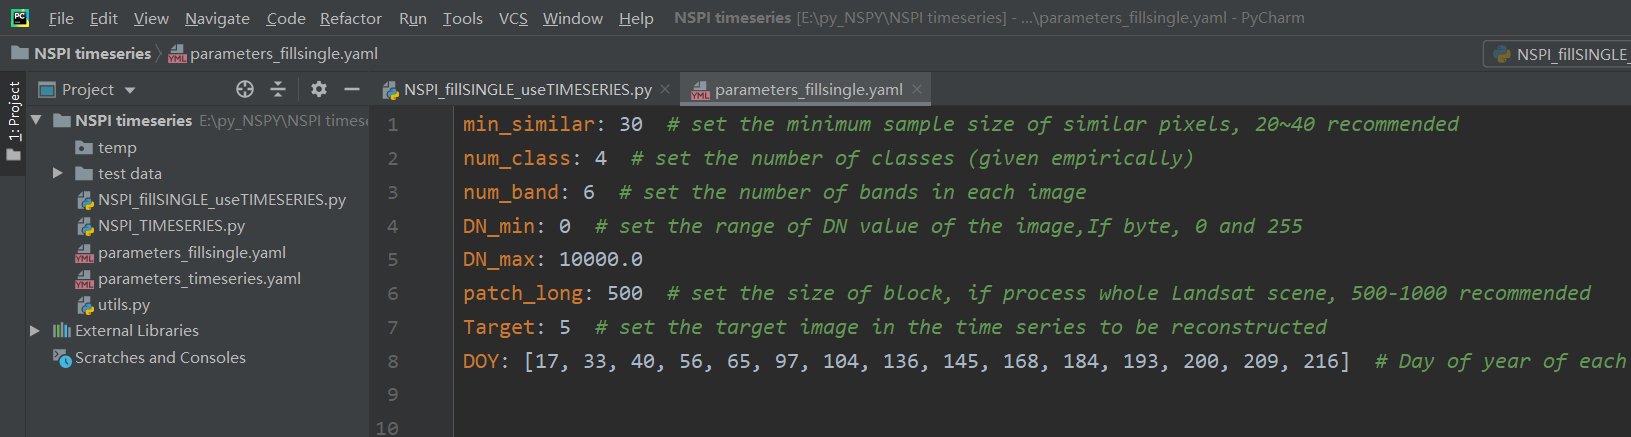 PC File Edit View Navigate Code Refactor Run Tools VCS Window Help NSPI timeseries [E:\py_NSPY\NSPI timeseries] - ...\parameters_fillsingle.yaml - PyCharm
NSPI timeseries parameters_fillsingle.yaml NSPI_fillSINGLE_
1: Project
Project
NSPI_fillSINGLE_useTIMESERIES.py parameters_fillsingle.yaml
NSPI timeseries E:\py_NSPY\NSPI timese
temp
test data
NSPI_fillSINGLE_useTIMESERIES.py
NSPI_TIMESERIES.py
parameters_fillsingle.yaml
parameters_timeseries.yaml
utils.py
External Libraries
Scratches and Consoles
1 min_similar: 30 # set the minimum sample size of similar pixels, 20~40 recommended
2 num_class: 4 # set the number of classes (given empirically)
3 num_band: 6 # set the number of bands in each image
4 DN_min: 0 # set the range of DN value of the image,If byte, 0 and 255
5 DN_max: 10000.0
6 patch_long: 500 # set the size of block, if process whole Landsat scene, 500-1000 recommended
7 Target: 5 # set the target image in the time series to be reconstructed
8 DOY: [17, 33, 40, 56, 65, 97, 104, 136, 145, 168, 184, 193, 200, 209, 216] # Day of year of each
9
10